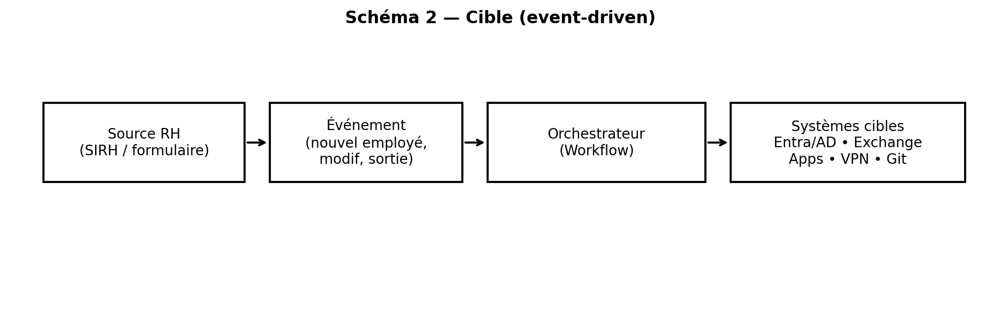 Schéma 2 — Cible (event-driven)
Source RH
(SIRH / formulaire)
Événement
(nouvel employé,
modif, sortie)
Orchestrateur
(Workflow)
Systèmes cibles
Entra/AD • Exchange
Apps • VPN • Git